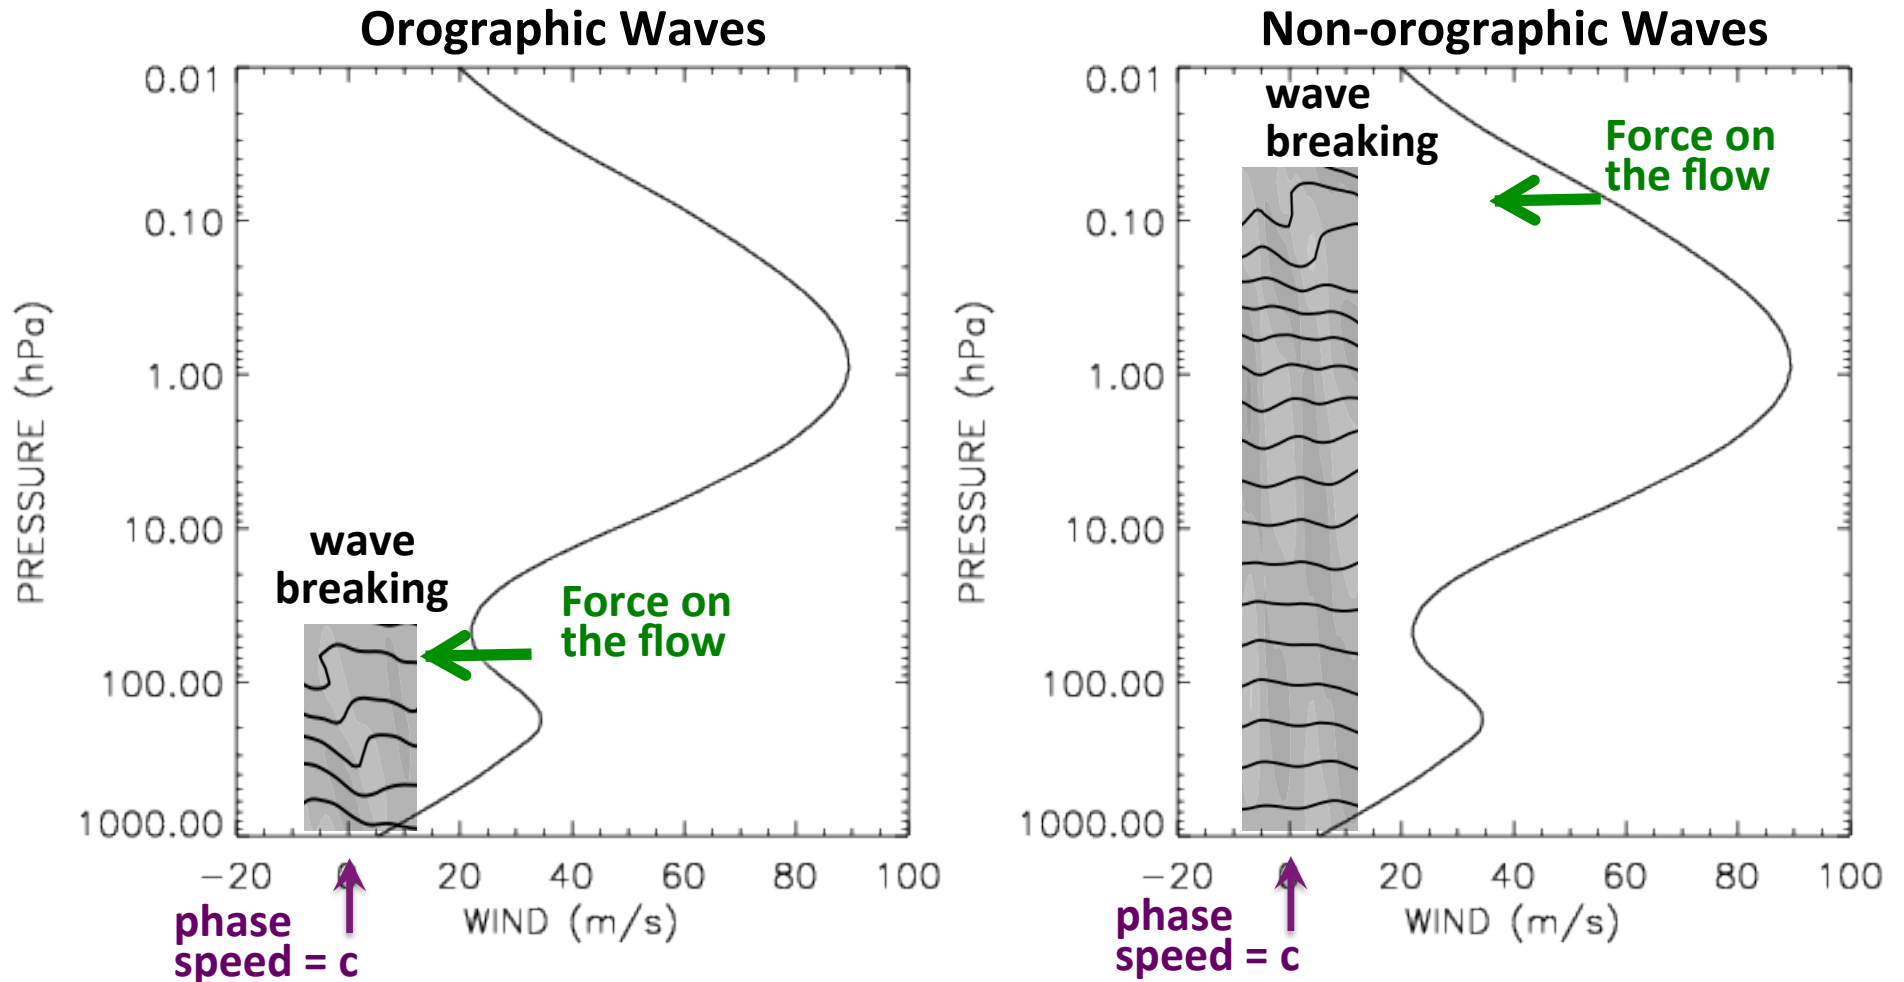 Orographic Waves
0.01
0.10
1.00
10.00
100.00
1000.00
PRESSURE (hPa)
wave
breaking
Force on
the flow
-20
0
20
40
60
80
100
WIND (m/s)
phase
speed = c
Non-orographic Waves
0.01
0.10
1.00
10.00
100.00
1000.00
PRESSURE (hPa)
wave
breaking
Force on
the flow
-20
0
20
40
60
80
100
WIND (m/s)
phase
speed = c